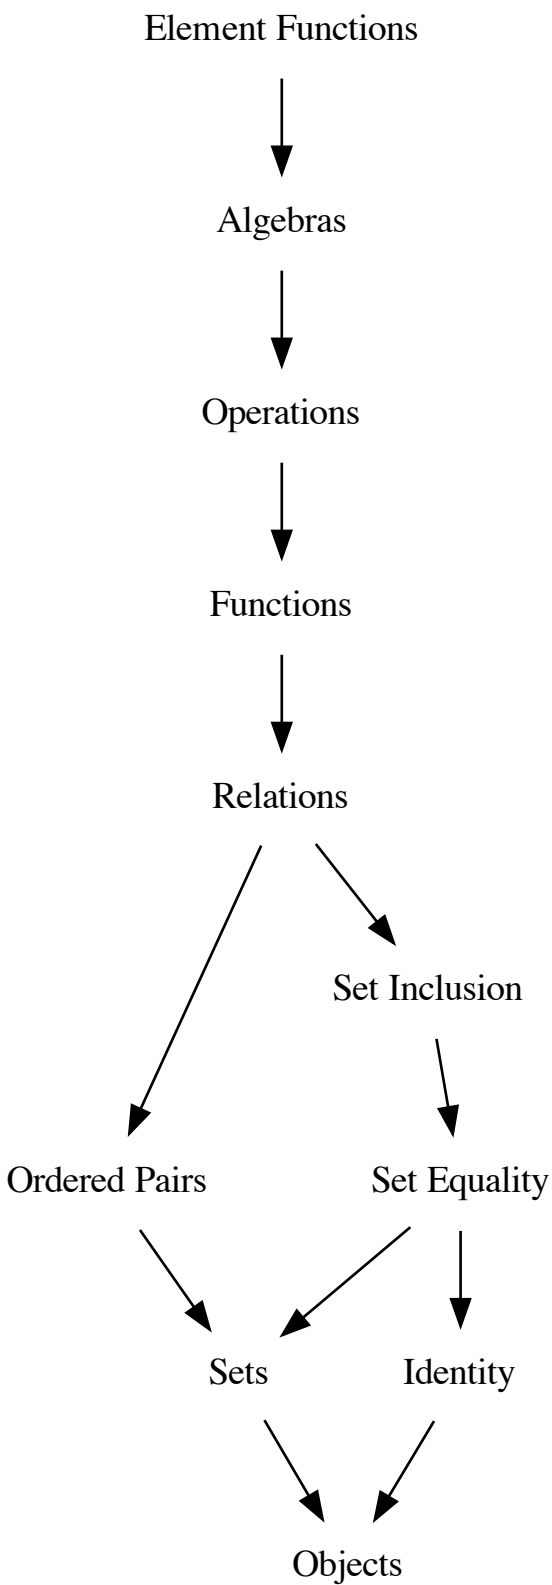 Element Functions
Algebras
Operations
Functions
Relations
Set Inclusion
Ordered Pairs
Set Equality
Sets
Identity
Objects